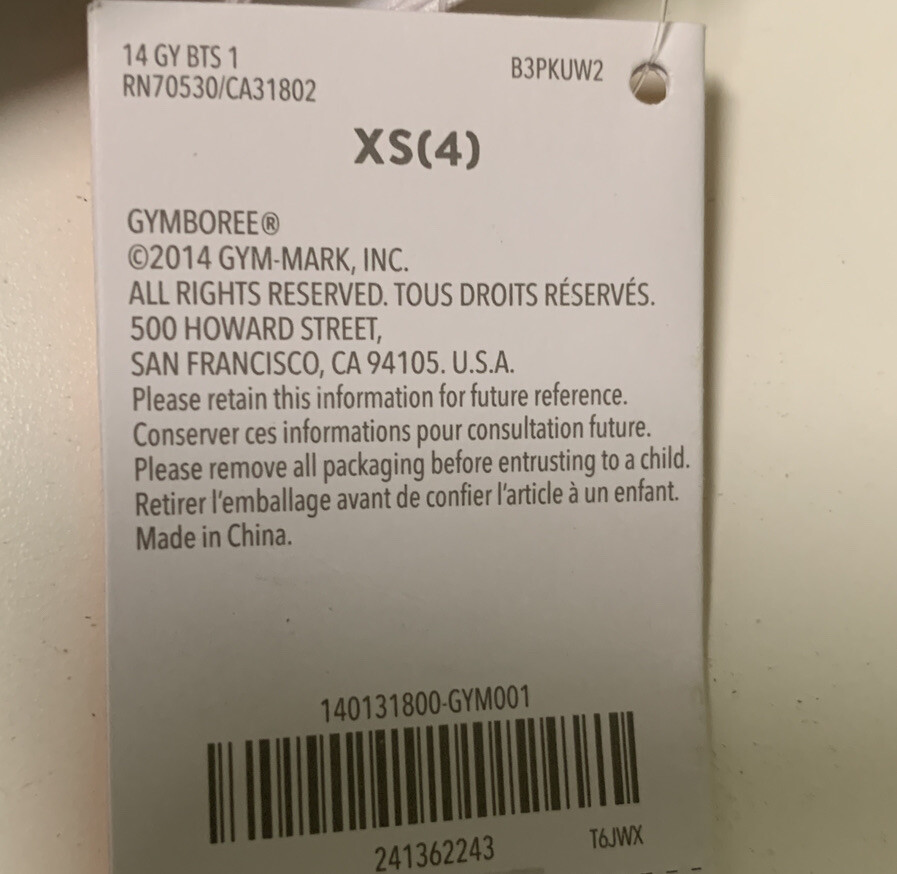 14 GY BTS 1
B3PKUW2
RN70530/CA31802
XS(4)
GYMBOREE®
©2014 GYM-MARK, INC.
ALL RIGHTS RESERVED. TOUS DROITS RÉSERVÉS.
500 HOWARD STREET,
SAN FRANCISCO, CA 94105. U.S.A.
Please retain this information for future reference.
Conserver ces informations pour consultation future.
Please remove all packaging before entrusting to a child.
Retirer l'emballage avant de confier l'article à un enfant.
Made in China.
140131800-GYM001
241362243
T6JWX